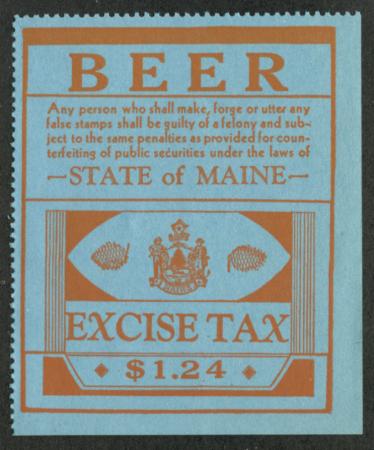 BEER
Any person who shall make, forge or utter any
false stamps shall be guilty of a felony and sub-
ject to the same penalties as provided for coun-
terfeiting of public securities under the laws of
—STATE of MAINE—
MAINE
EXCISE TAX
$1.24